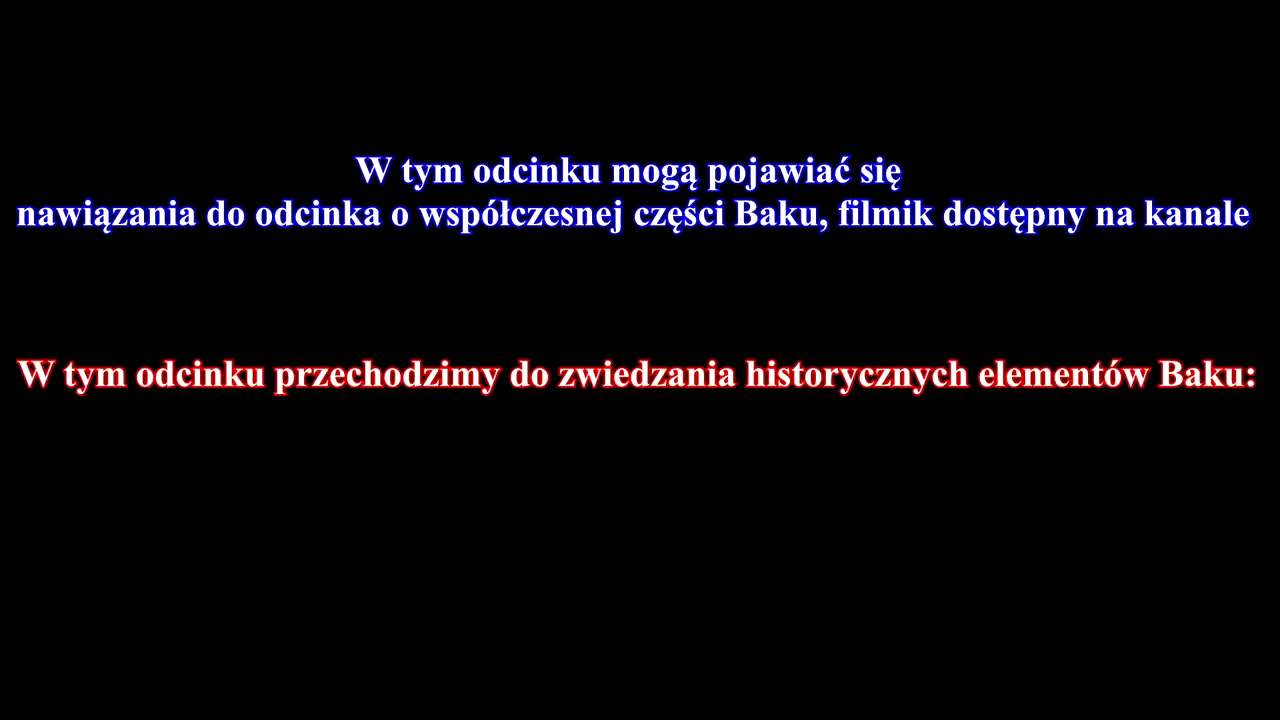 W tym odcinku mogą pojawiać się
nawiązania do odcinka o współczesnej części Baku, filmik dostępny na kanale
W tym odcinku przechodzimy do zwiedzania historycznych elementów Baku: